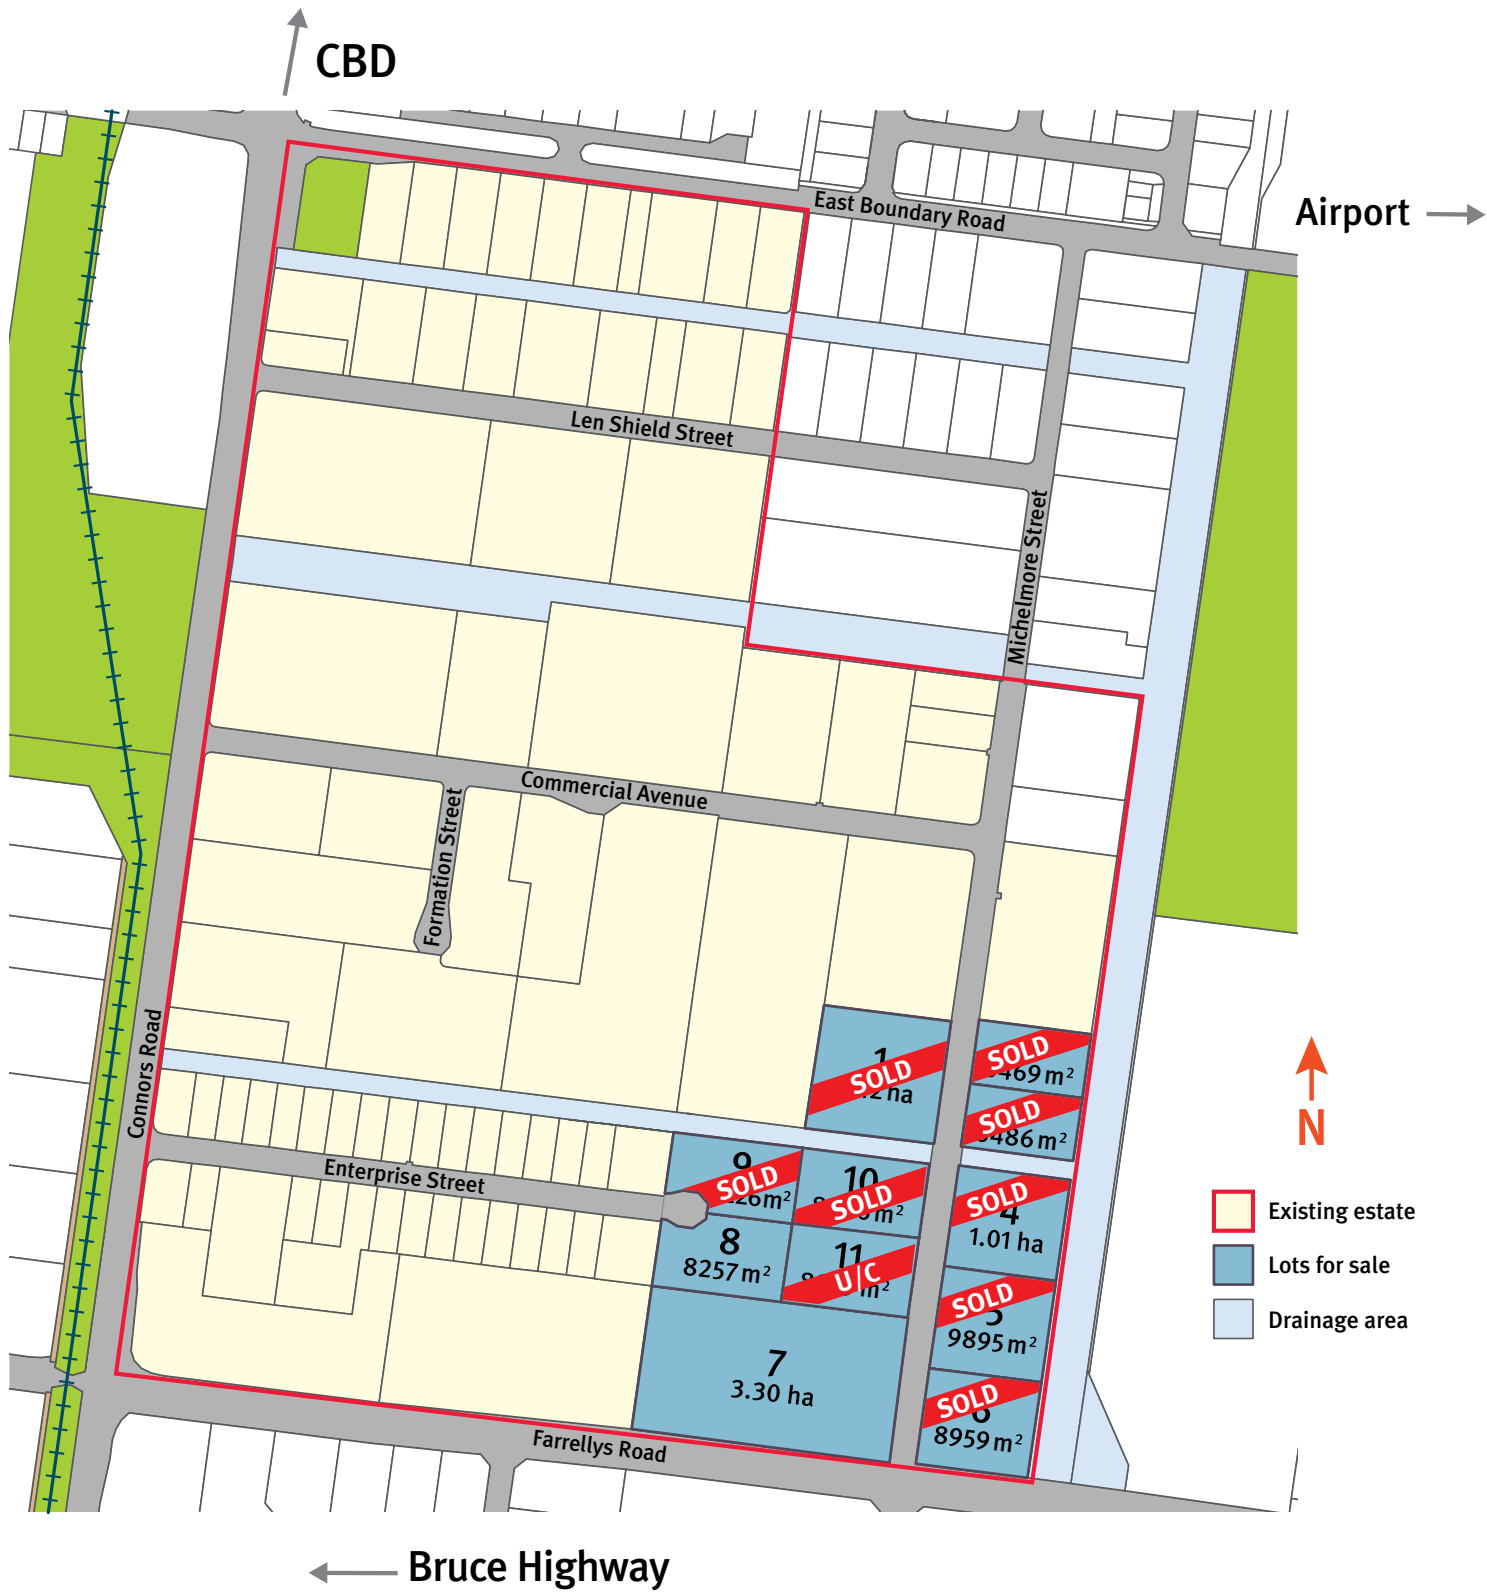 CBD
East Boundary Road
Airport
Len Shield Street
Michelmore Street
Commercial Avenue
Formation Street
Connors Road
1
SOLD
ha
SOLD
469 m²
SOLD
486 m²
Enterprise Street
9
SOLD
26 m²
10
SOLD
m²
SOLD
4
1.01 ha
8
8257 m²
11
U/C
m²
SOLD
5
9895 m²
7
3.30 ha
SOLD
6
8959 m²
Farrellys Road
N
Existing estate
Lots for sale
Drainage area
Bruce Highway